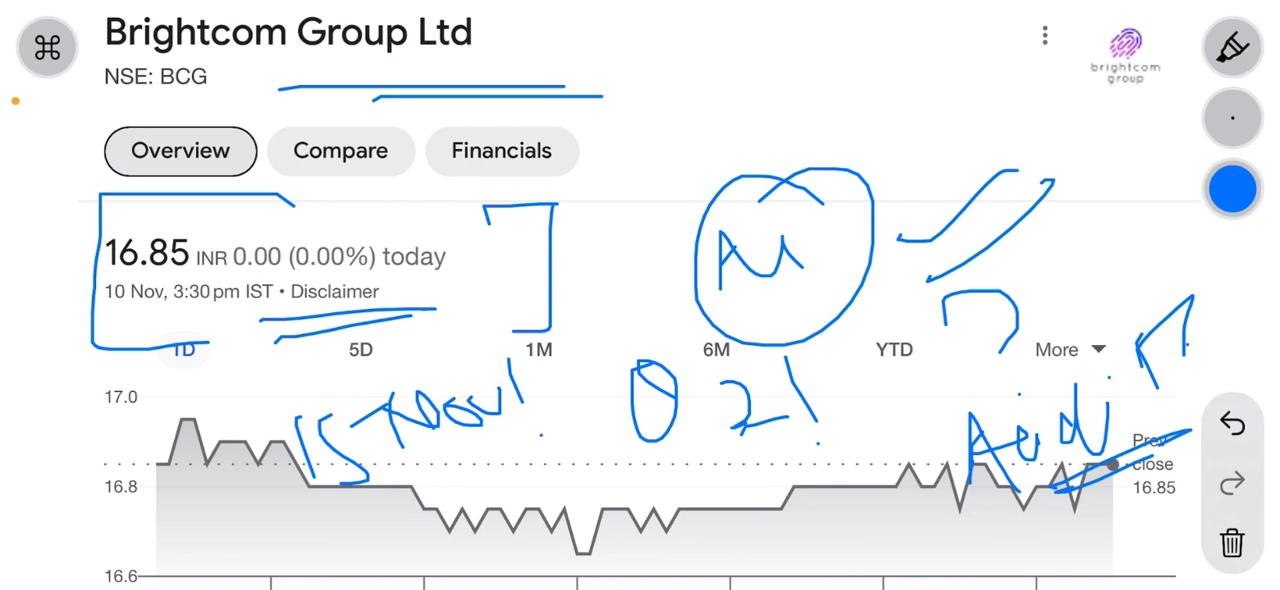 Brightcom Group Ltd
NSE: BCG
brightcom
group
Overview Compare Financials
16.85 INR 0.00 (0.00%) today
10 Nov, 3:30 pm IST • Disclaimer
1D 5D 1M 6M YTD More
17.0
15 Nov!
Prev
close
16.85
16.8
16.6